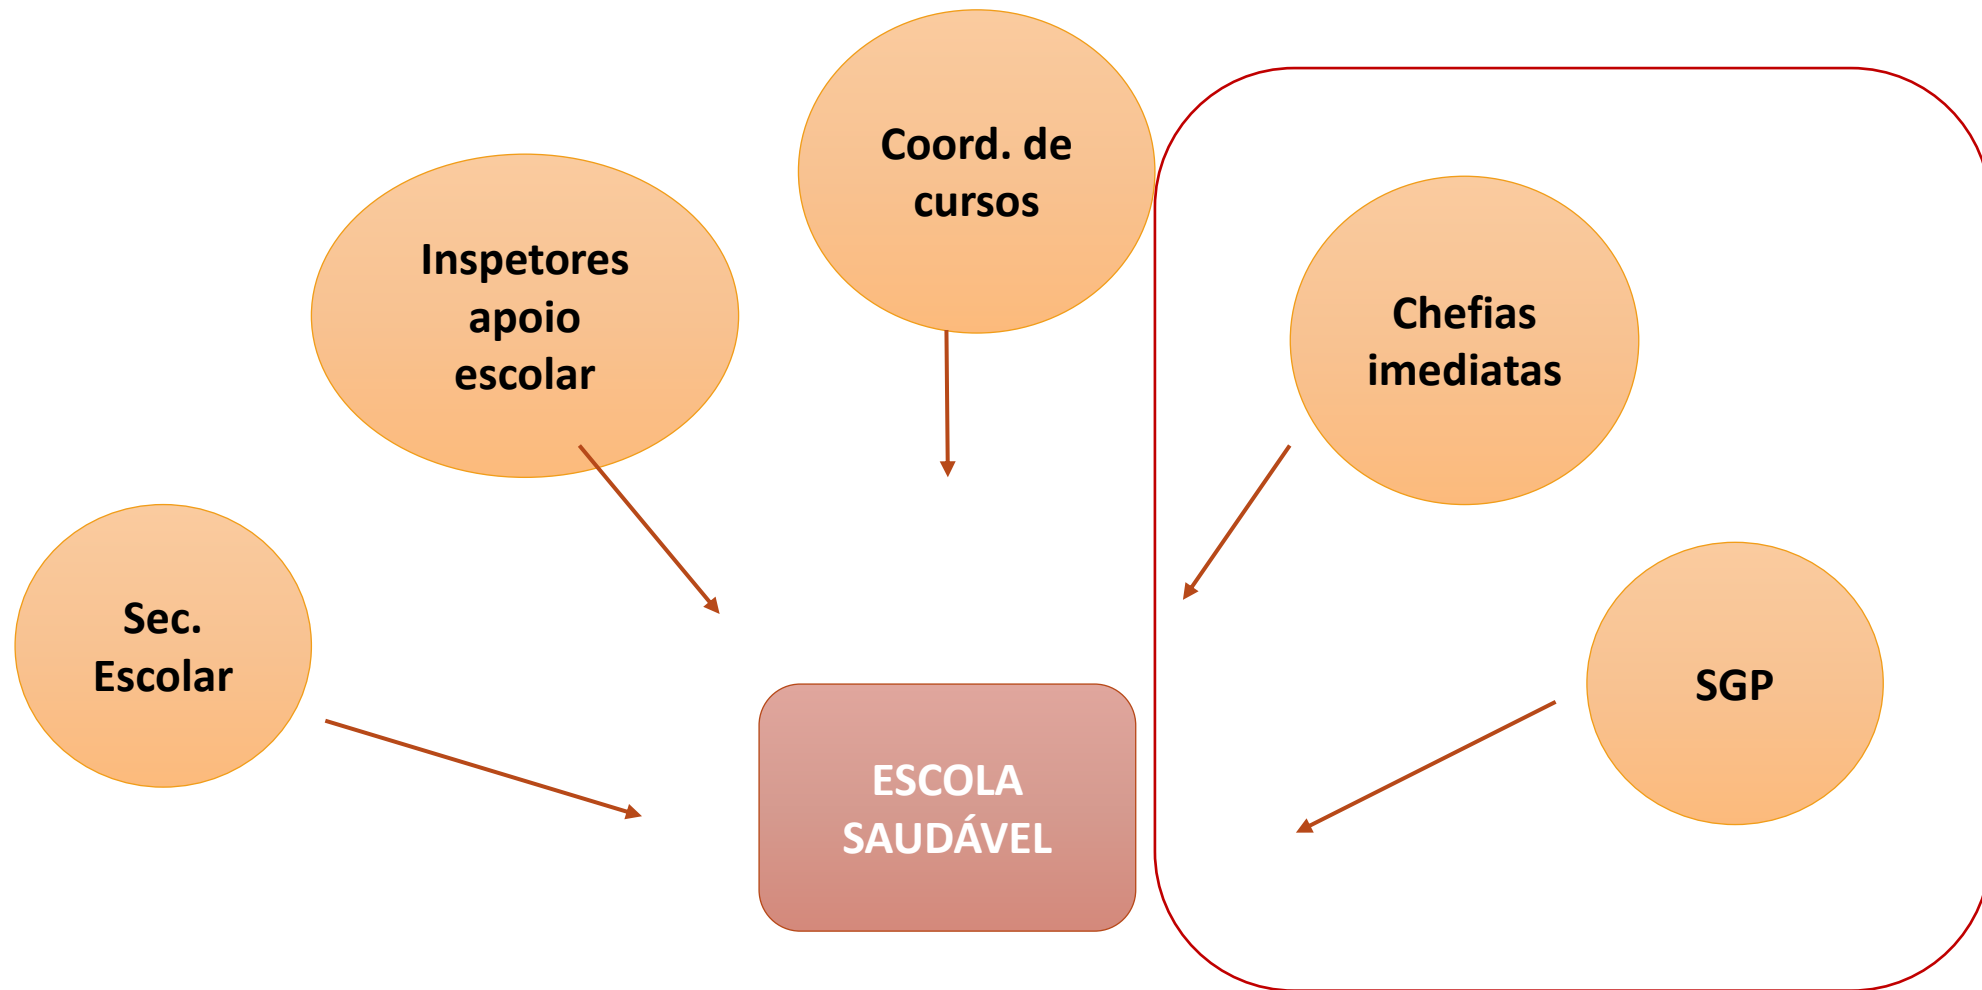 Coord. de
cursos
Inspetores
apoio
escolar
Chefias
imediatas
Sec.
Escolar
SGP
ESCOLA
SAUDÁVEL